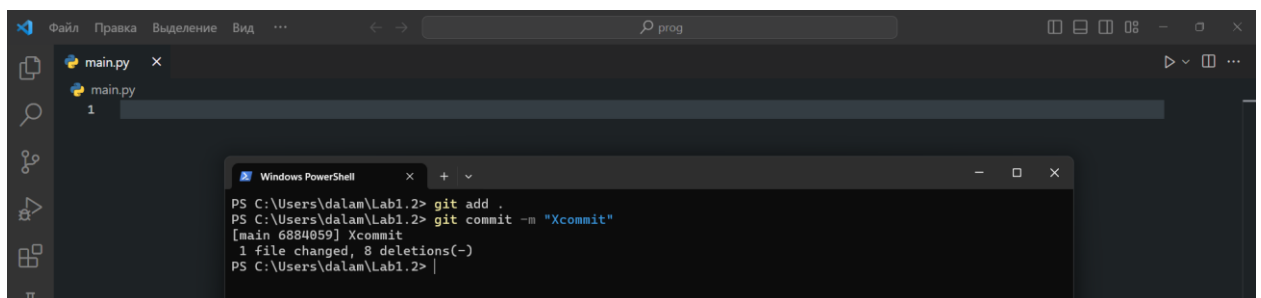 Файл Правка Выделение Вид ··· ← → prog
main.py ×
main.py
1
Windows PowerShell × +
PS C:\Users\dalam\Lab1.2> git add .
PS C:\Users\dalam\Lab1.2> git commit -m "Xcommit"
[main 6884059] Xcommit
 1 file changed, 8 deletions(-)
PS C:\Users\dalam\Lab1.2>